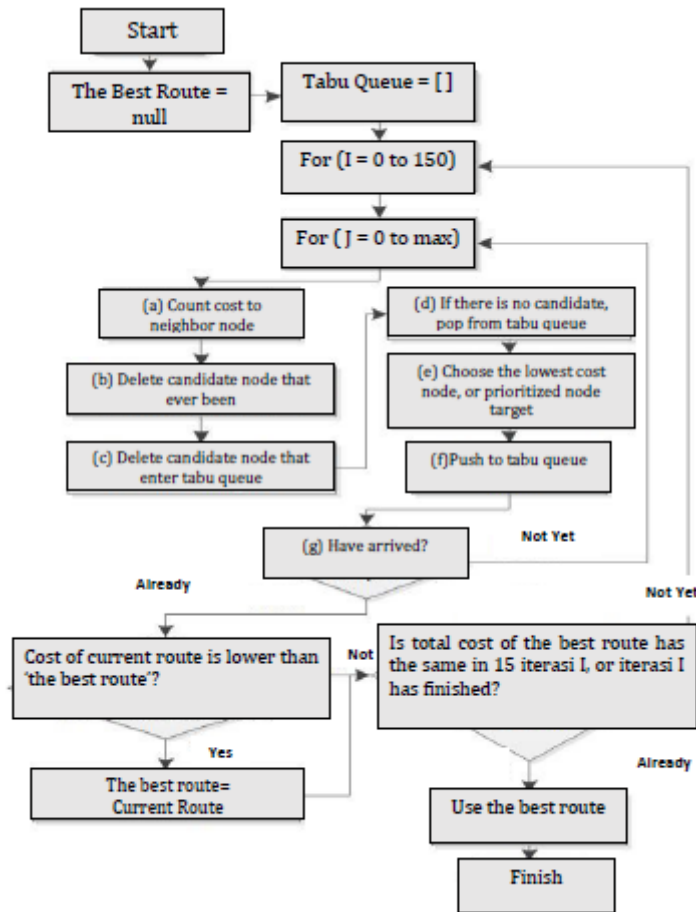 Start
The Best Route =
null
Tabu Queue = [ ]
For (I = 0 to 150)
For ( J = 0 to max)
(a) Count cost to
neighbor node
(b) Delete candidate node that
ever been
(c) Delete candidate node that
enter tabu queue
(d) If there is no candidate,
pop from tabu queue
(e) Choose the lowest cost
node, or prioritized node
target
(f)Push to tabu queue
(g) Have arrived?
Not Yet
Already
Not Yet
Cost of current route is lower than
'the best route'?
Not
Is total cost of the best route has
the same in 15 iterasi I, or iterasi I
has finished?
Yes
Already
The best route=
Current Route
Use the best route
Finish